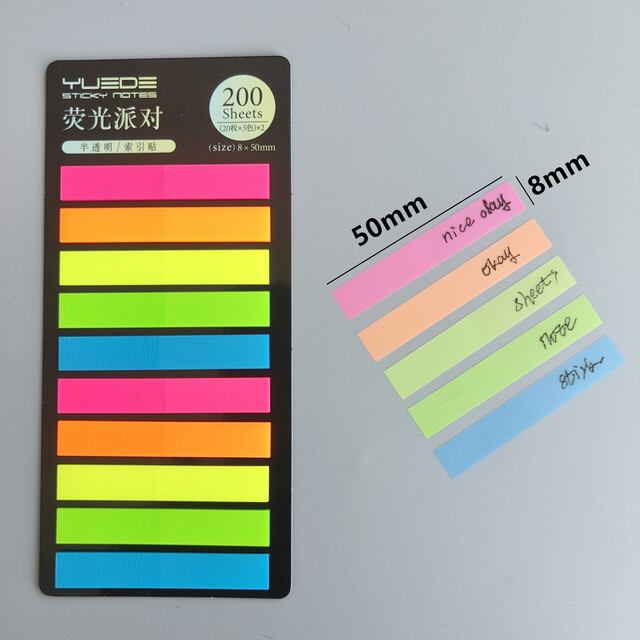 YUEDE
STICKY NOTES
荧光派对
半透明/索引贴
200
Sheets
(20枚×5色)×2
(size) 8×50mm
50mm
8mm
nice okay
okay
sheets
note